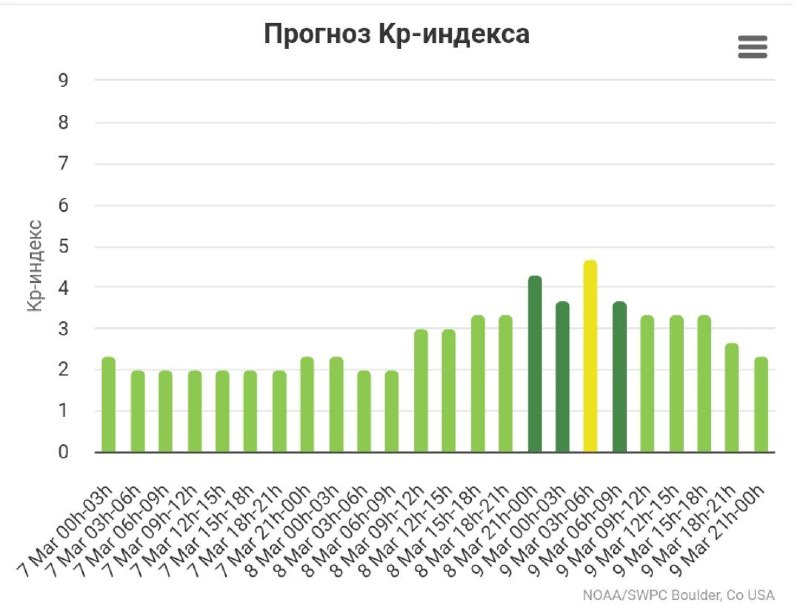 Прогноз Kp-индекса
Kp-индекс
9
8
7
6
5
4
3
2
1
0
7 Mar 00h-03h
7 Mar 03h-06h
7 Mar 06h-09h
7 Mar 09h-12h
7 Mar 12h-15h
7 Mar 15h-18h
7 Mar 18h-21h
7 Mar 21h-00h
8 Mar 00h-03h
8 Mar 03h-06h
8 Mar 06h-09h
8 Mar 09h-12h
8 Mar 12h-15h
8 Mar 15h-18h
8 Mar 18h-21h
8 Mar 21h-00h
9 Mar 00h-03h
9 Mar 03h-06h
9 Mar 06h-09h
9 Mar 09h-12h
9 Mar 12h-15h
9 Mar 15h-18h
9 Mar 18h-21h
9 Mar 21h-00h
NOAA/SWPC Boulder, Co USA